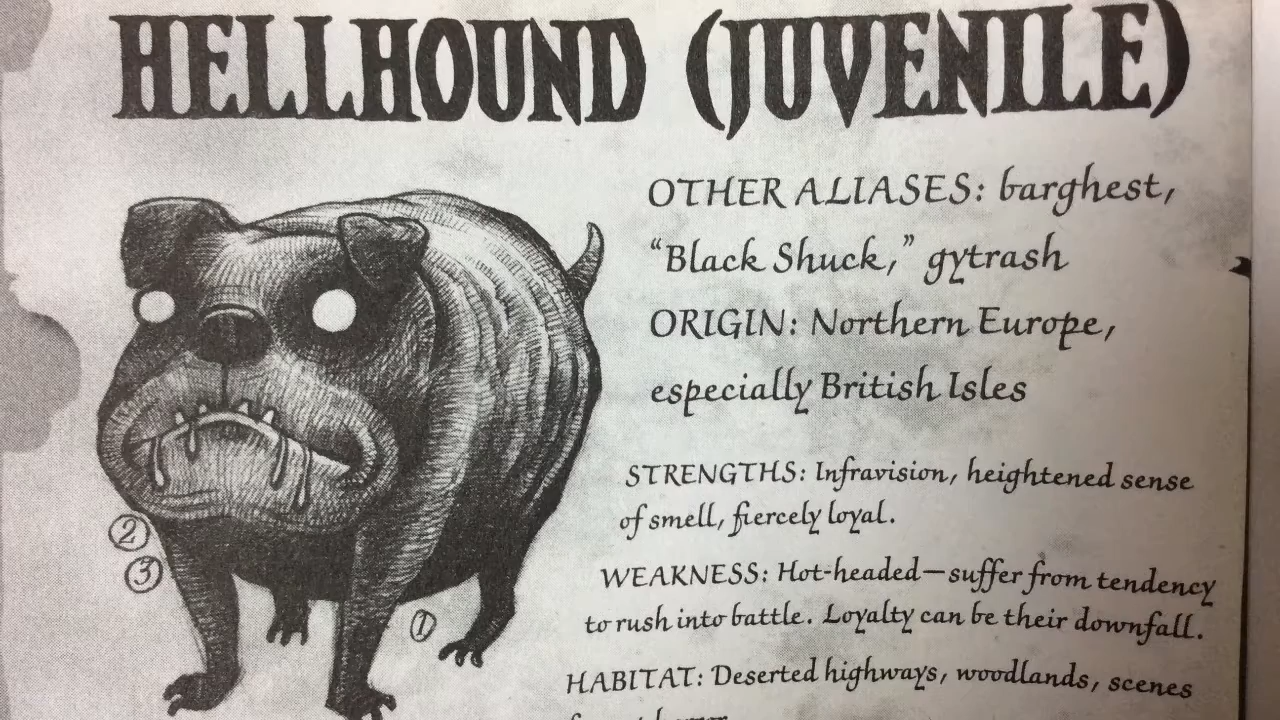 HELLHOUND (JUVENILE)
OTHER ALIASES: barghest,
“Black Shuck,” gytrash
ORIGIN: Northern Europe,
especially British Isles
STRENGTHS: Infravision, heightened sense
of smell, fiercely loyal.
WEAKNESS: Hot-headed—suffer from tendency
to rush into battle. Loyalty can be their downfall.
HABITAT: Deserted highways, woodlands, scenes
2
3
1